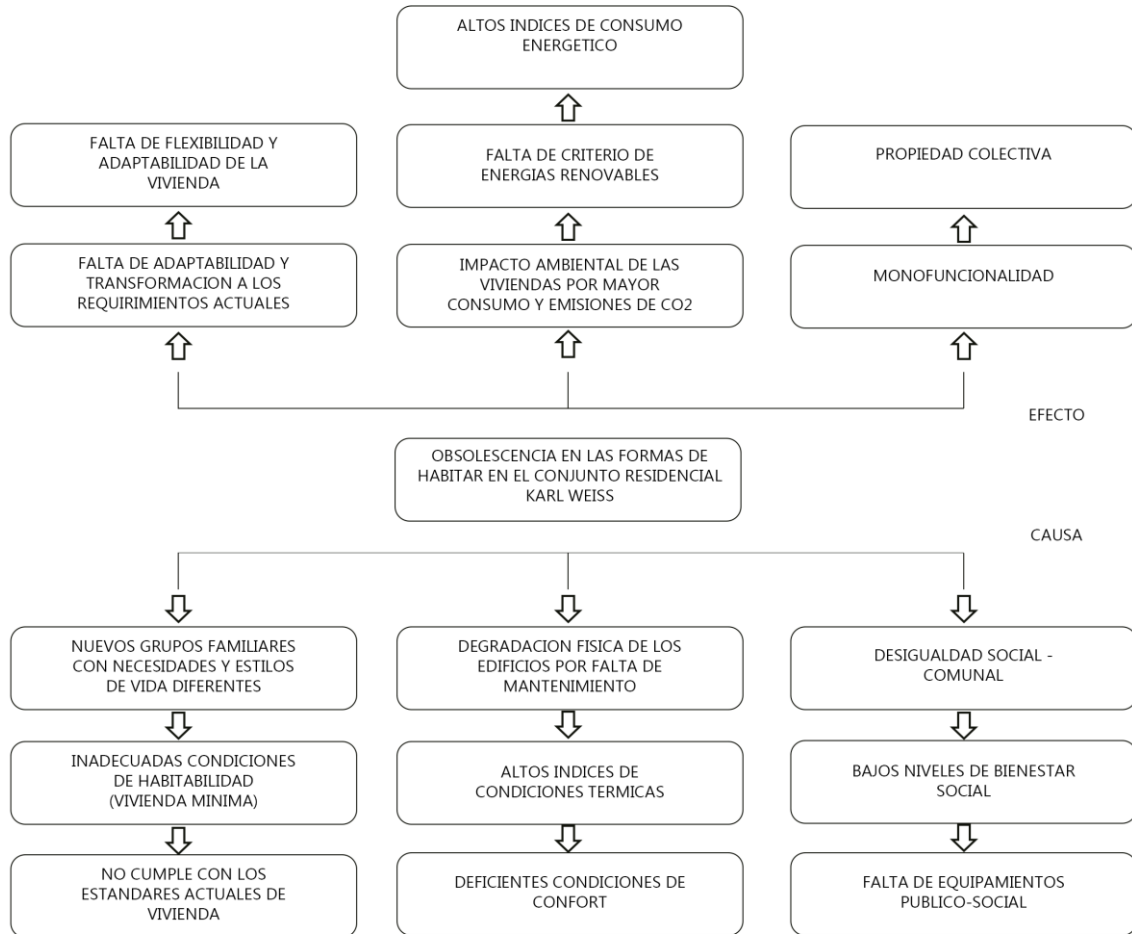 ALTOS INDICES DE CONSUMO
ENERGETICO
FALTA DE FLEXIBILIDAD Y
ADAPTABILIDAD DE LA
VIVIENDA
FALTA DE CRITERIO DE
ENERGIAS RENOVABLES
PROPIEDAD COLECTIVA
FALTA DE ADAPTABILIDAD Y
TRANSFORMACION A LOS
REQUIRIMIENTOS ACTUALES
IMPACTO AMBIENTAL DE LAS
VIVIENDAS POR MAYOR
CONSUMO Y EMISIONES DE CO2
MONOFUNCIONALIDAD
EFECTO
OBSOLESCENCIA EN LAS FORMAS DE
HABITAR EN EL CONJUNTO RESIDENCIAL
KARL WEISS
CAUSA
NUEVOS GRUPOS FAMILIARES
CON NECESIDADES Y ESTILOS
DE VIDA DIFERENTES
DEGRADACION FISICA DE LOS
EDIFICIOS POR FALTA DE
MANTENIMIENTO
DESIGUALDAD SOCIAL -
COMUNAL
INADECUADAS CONDICIONES
DE HABITABILIDAD
(VIVIENDA MINIMA)
ALTOS INDICES DE
CONDICIONES TERMICAS
BAJOS NIVELES DE BIENESTAR
SOCIAL
NO CUMPLE CON LOS
ESTANDARES ACTUALES DE
VIVIENDA
DEFICIENTES CONDICIONES DE
CONFORT
FALTA DE EQUIPAMIENTOS
PUBLICO-SOCIAL